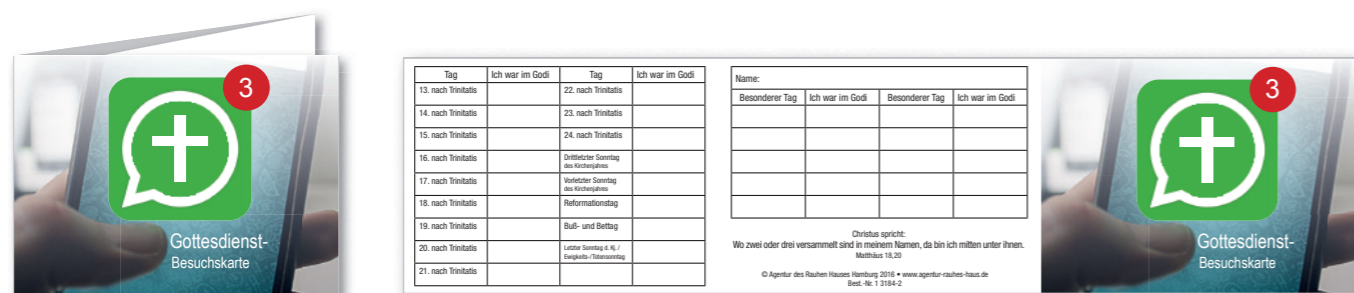 3
Gottesdienst-
Besuchskarte
Tag Ich war im Godi Tag Ich war im Godi
13. nach Trinitatis 22. nach Trinitatis
14. nach Trinitatis 23. nach Trinitatis
15. nach Trinitatis 24. nach Trinitatis
16. nach Trinitatis Drittletzter Sonntag
des Kirchenjahres
17. nach Trinitatis Vorletzter Sonntag
des Kirchenjahres
18. nach Trinitatis Reformationstag
19. nach Trinitatis Buß- und Bettag
20. nach Trinitatis Letzter Sonntag d. Kj. /
Ewigkeits-/Totensonntag
21. nach Trinitatis
Name:
Besonderer Tag Ich war im Godi Besonderer Tag Ich war im Godi
Christus spricht:
Wo zwei oder drei versammelt sind in meinem Namen, da bin ich mitten unter ihnen.
Matthäus 18,20
© Agentur des Rauhen Hauses Hamburg 2016 • www.agentur-rauhes-haus.de
Best.-Nr. 1 3184-2
3
Gottesdienst-
Besuchskarte